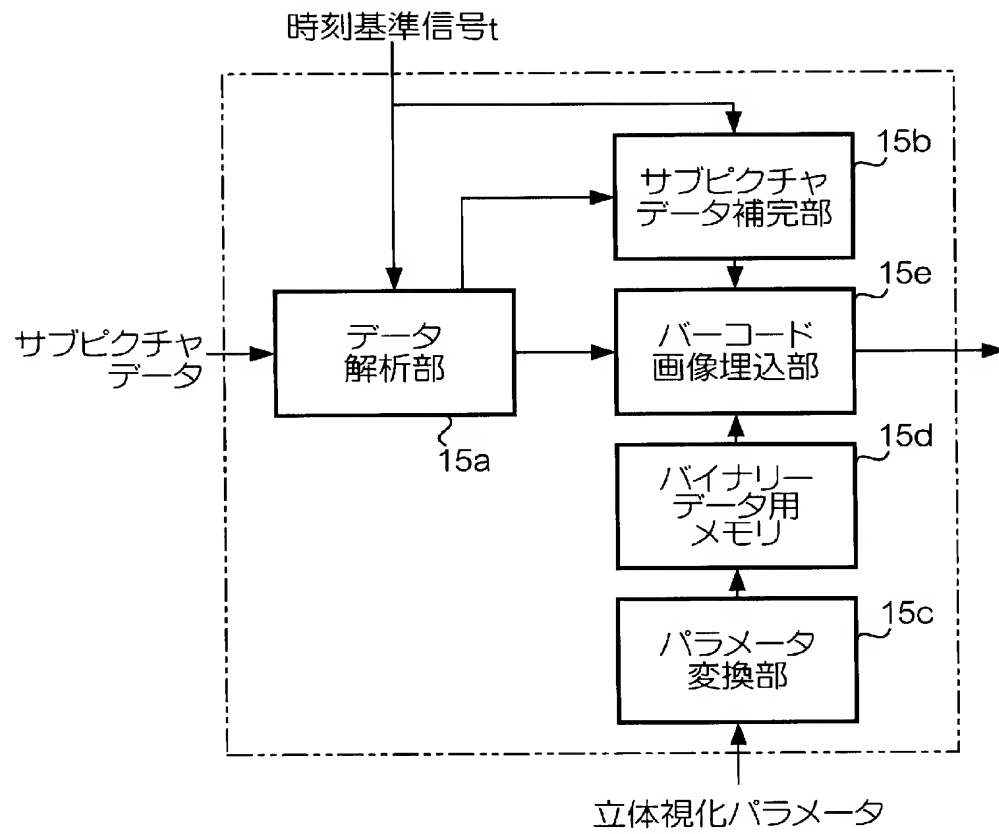 時刻基準信号t
15b
サブピクチャ
データ補完部
15e
サブピクチャ
データ
データ
解析部
バーコード
画像埋込部
15a
15d
バイナリー
データ用
メモリ
15c
パラメータ
変換部
立体視化パラメータ